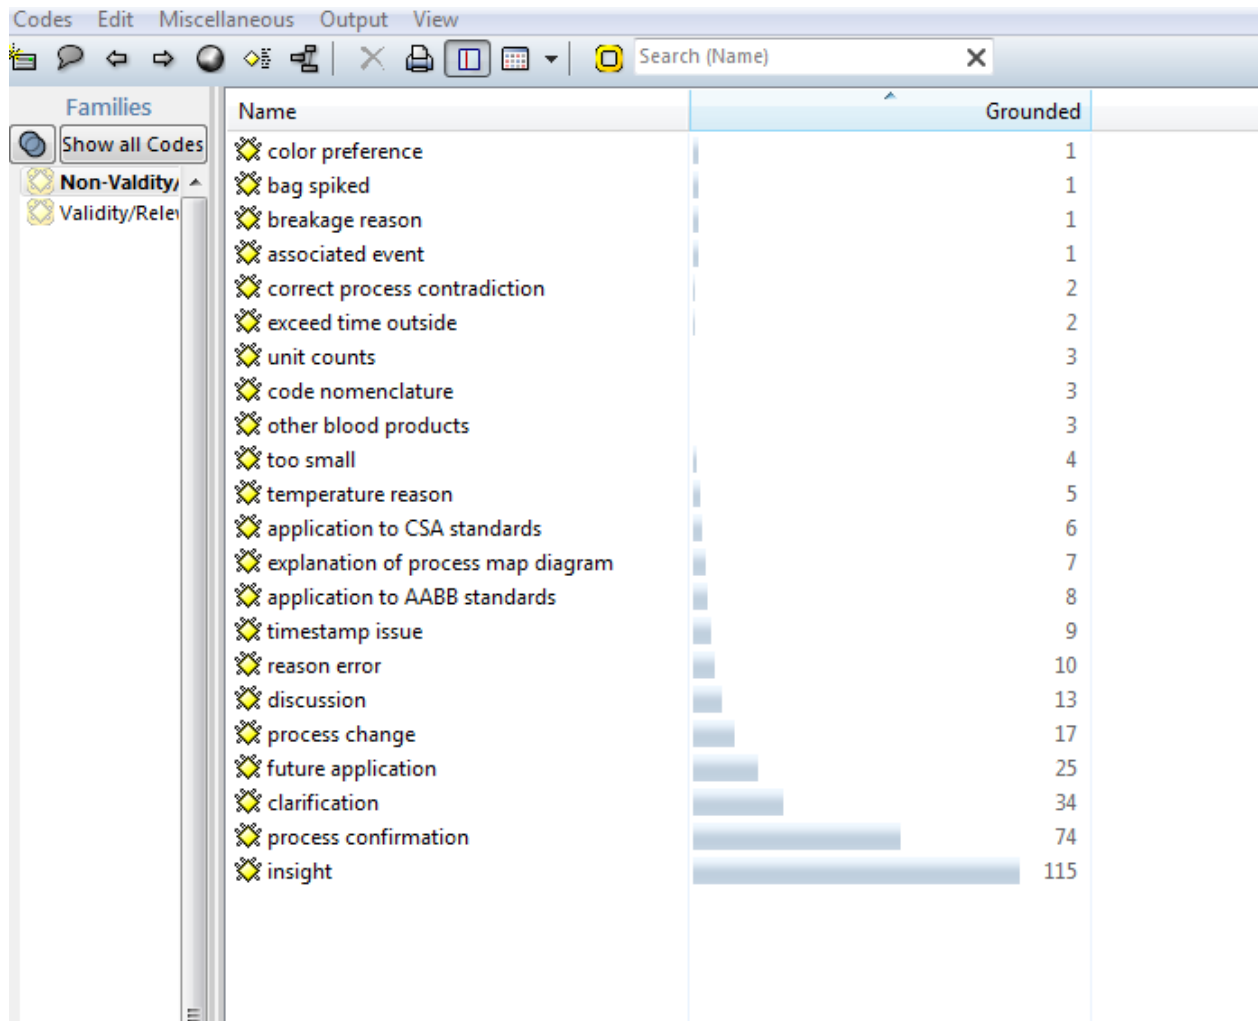 Codes Edit Miscellaneous Output View
Search (Name)
Families
Name Grounded
Show all Codes
Non-Valdity/
Validity/Rele
color preference 1
bag spiked 1
breakage reason 1
associated event 1
correct process contradiction 2
exceed time outside 2
unit counts 3
code nomenclature 3
other blood products 3
too small 4
temperature reason 5
application to CSA standards 6
explanation of process map diagram 7
application to AABB standards 8
timestamp issue 9
reason error 10
discussion 13
process change 17
future application 25
clarification 34
process confirmation 74
insight 115